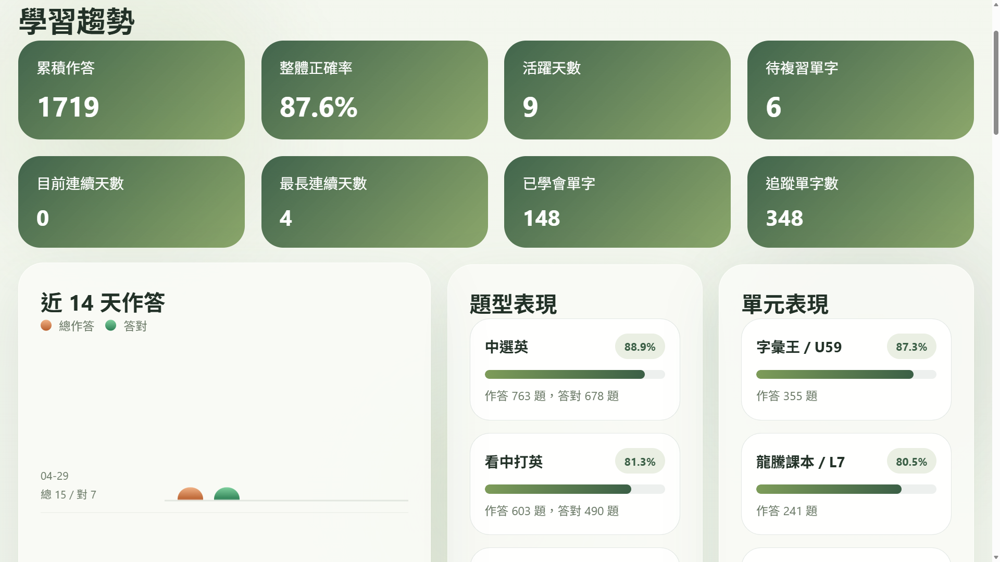 學習趨勢
累積作答
1719
整體正確率
87.6%
活躍天數
9
待複習單字
6
目前連續天數
0
最長連續天數
4
已學會單字
148
追蹤單字數
348
近 14 天作答
總作答 答對
04-29
總 15 / 對 7
題型表現
中選英 88.9%
作答 763 題，答對 678 題
看中打英 81.3%
作答 603 題，答對 490 題
單元表現
字彙王 / U59 87.3%
作答 355 題
龍騰課本 / L7 80.5%
作答 241 題